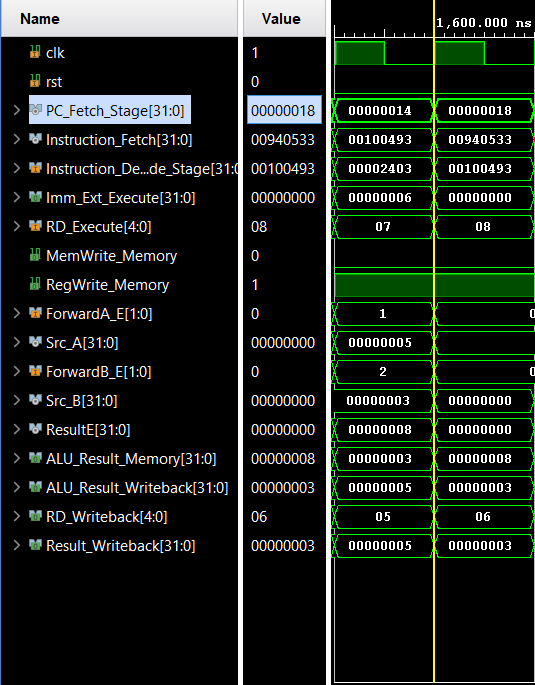 Name Value 1,600.000 ns
clk 1
rst 0
PC_Fetch_Stage[31:0] 00000018 00000014 00000018
Instruction_Fetch[31:0] 00940533 00100493 00940533
Instruction_De...de_Stage[31:0 00100493 00002403 00100493
Imm_Ext_Execute[31:0] 00000000 00000006 00000000
RD_Execute[4:0] 08 07 08
MemWrite_Memory 0
RegWrite_Memory 1
ForwardA_E[1:0] 0 1 0
Src_A[31:0] 00000000 00000005
ForwardB_E[1:0] 0 2 0
Src_B[31:0] 00000000 00000003 00000000
ResultE[31:0] 00000000 00000008 00000000
ALU_Result_Memory[31:0] 00000008 00000003 00000008
ALU_Result_Writeback[31:0] 00000003 00000005 00000003
RD_Writeback[4:0] 06 05 06
Result_Writeback[31:0] 00000003 00000005 00000003